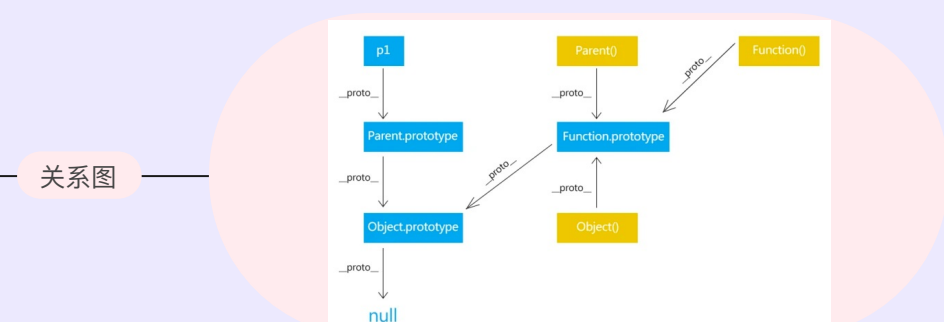 p1
Parent()
Function()
__proto__
__proto__
__proto__
Parent.prototype
Function.prototype
关系图
__proto__
__proto__
__proto__
Object.prototype
Object()
__proto__
null